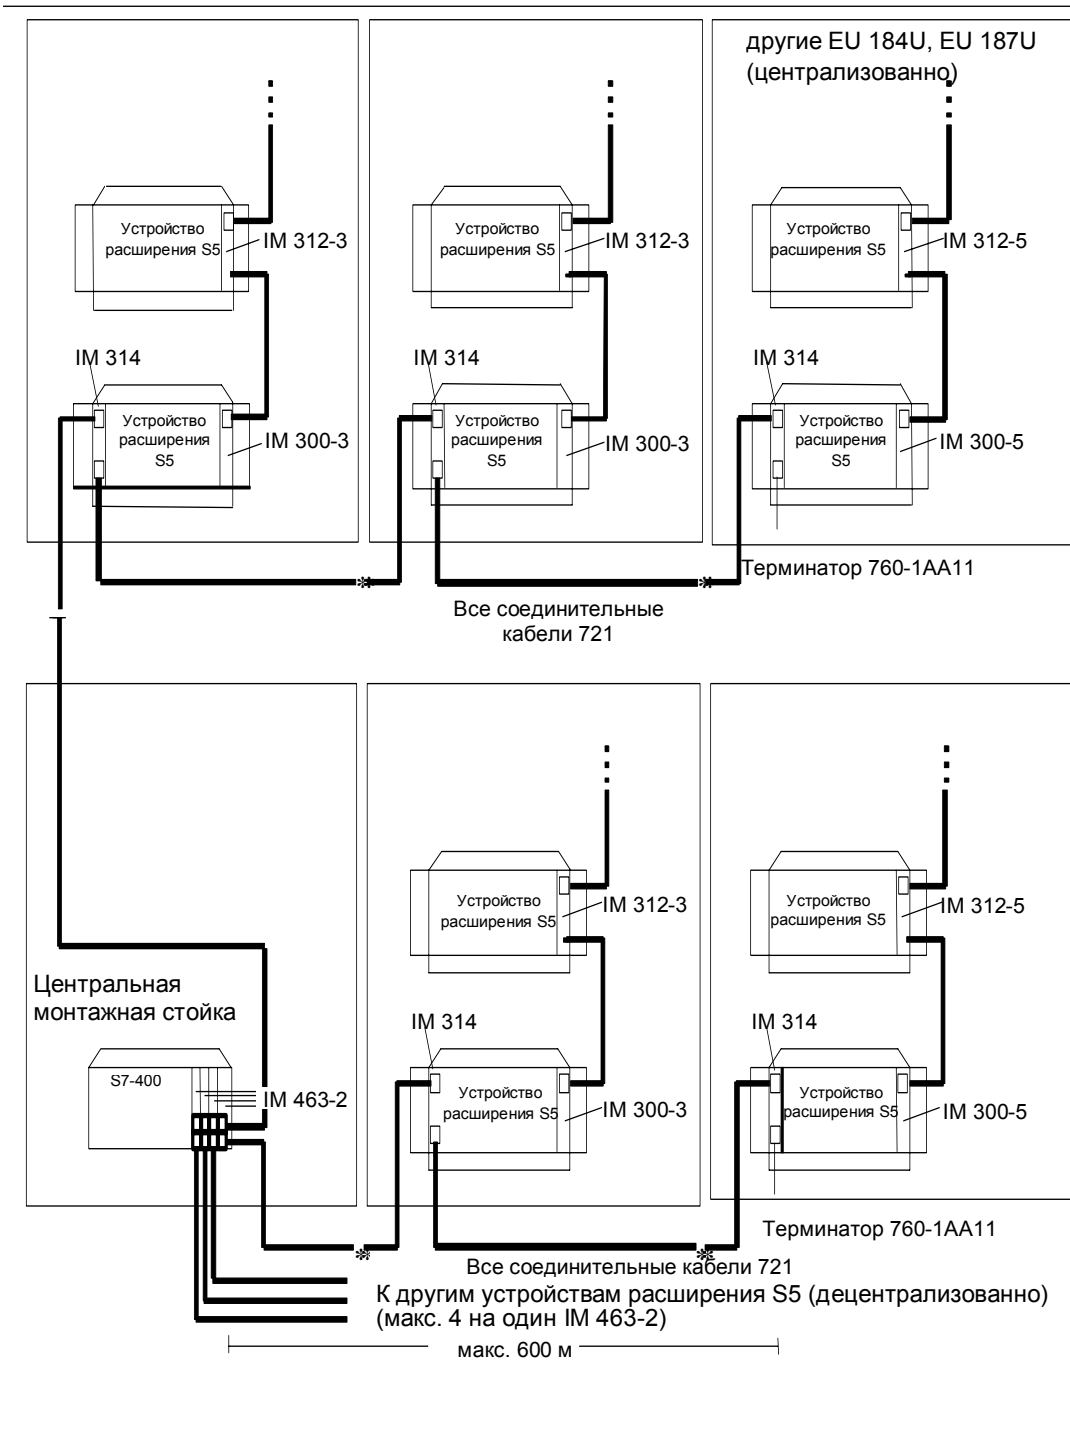 другие EU 184U, EU 187U
(централизованно)
Устройство
расширения S5
IM 312-3
Устройство
расширения S5
IM 312-3
Устройство
расширения S5
IM 312-5
IM 314
IM 314
IM 314
Устройство
расширения
S5
IM 300-3
Устройство
расширения
S5
IM 300-3
Устройство
расширения
S5
IM 300-5
Терминатор 760-1AA11
Все соединительные
кабели 721
Устройство
расширения S5
IM 312-3
Устройство
расширения S5
IM 312-5
Центральная
монтажная стойка
IM 314
IM 314
S7-400
IM 463-2
Устройство
расширения S5
IM 300-3
Устройство
расширения S5
IM 300-5
Терминатор 760-1AA11
Все соединительные кабели 721
К другим устройствам расширения S5 (децентрализованно)
(макс. 4 на один IM 463-2)
макс. 600 м